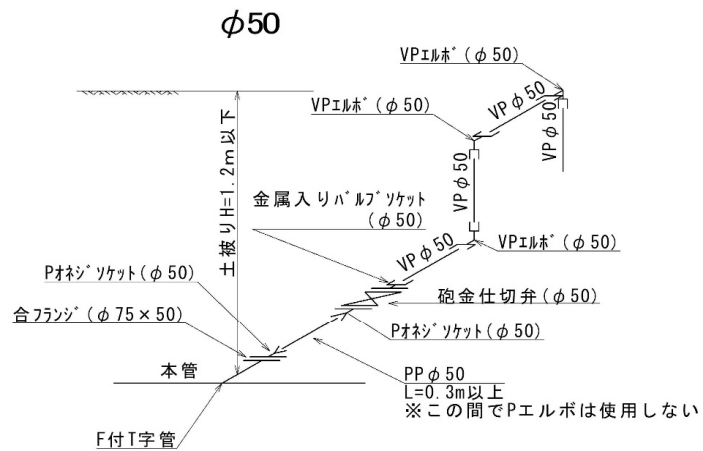 φ50
VPエルボ(φ50)
VPφ50
VPエルボ(φ50)
VPφ50
土被りH=1.2m以下
金属入りバルブソケット
(φ50)
VPφ50
VPエルボ(φ50)
VPφ50
Pオネジソケット(φ50)
砲金仕切弁(φ50)
合フランジ(φ75×50)
Pオネジソケット(φ50)
本管
PPφ50
L=0.3m以上
※この間でPエルボは使用しない
F付T字管